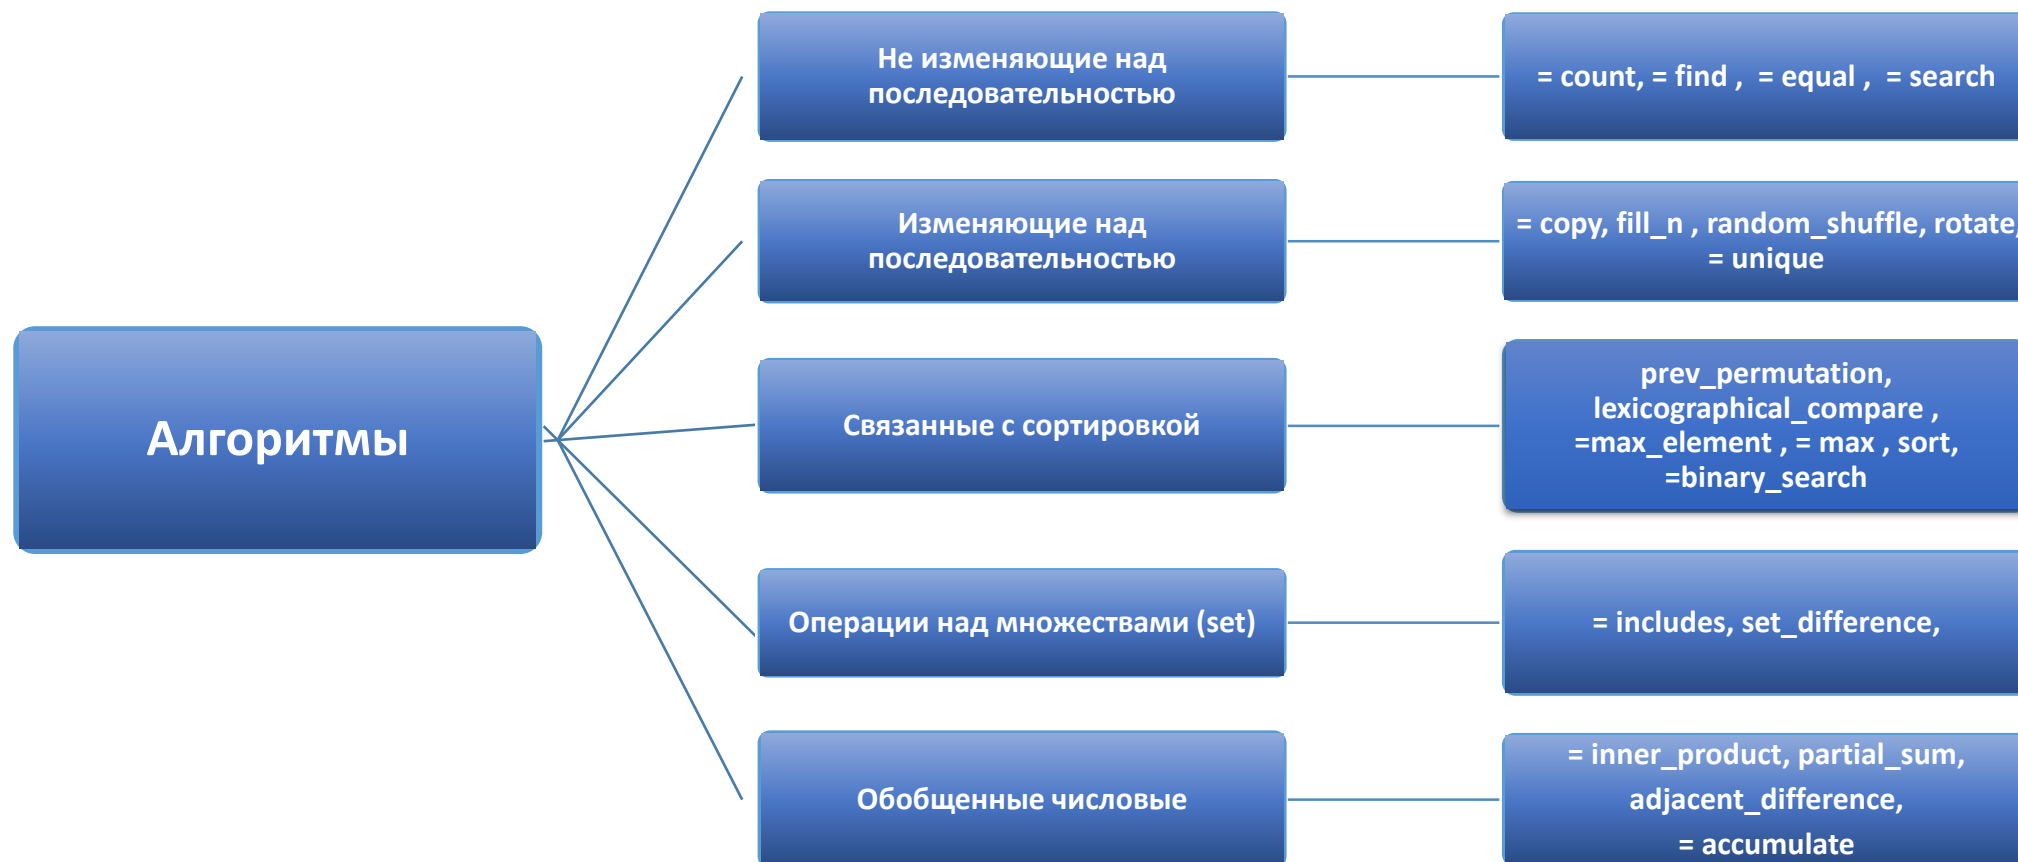 Алгоритмы
Не изменяющие над
последовательностью
= count, = find , = equal , = search
Изменяющие над
последовательностью
= copy, fill_n , random_shuffle, rotate,
= unique
Связанные с сортировкой
prev_permutation,
lexicographical_compare ,
=max_element , = max , sort,
=binary_search
Операции над множествами (set)
= includes, set_difference,
Обобщенные числовые
= inner_product, partial_sum,
adjacent_difference,
= accumulate